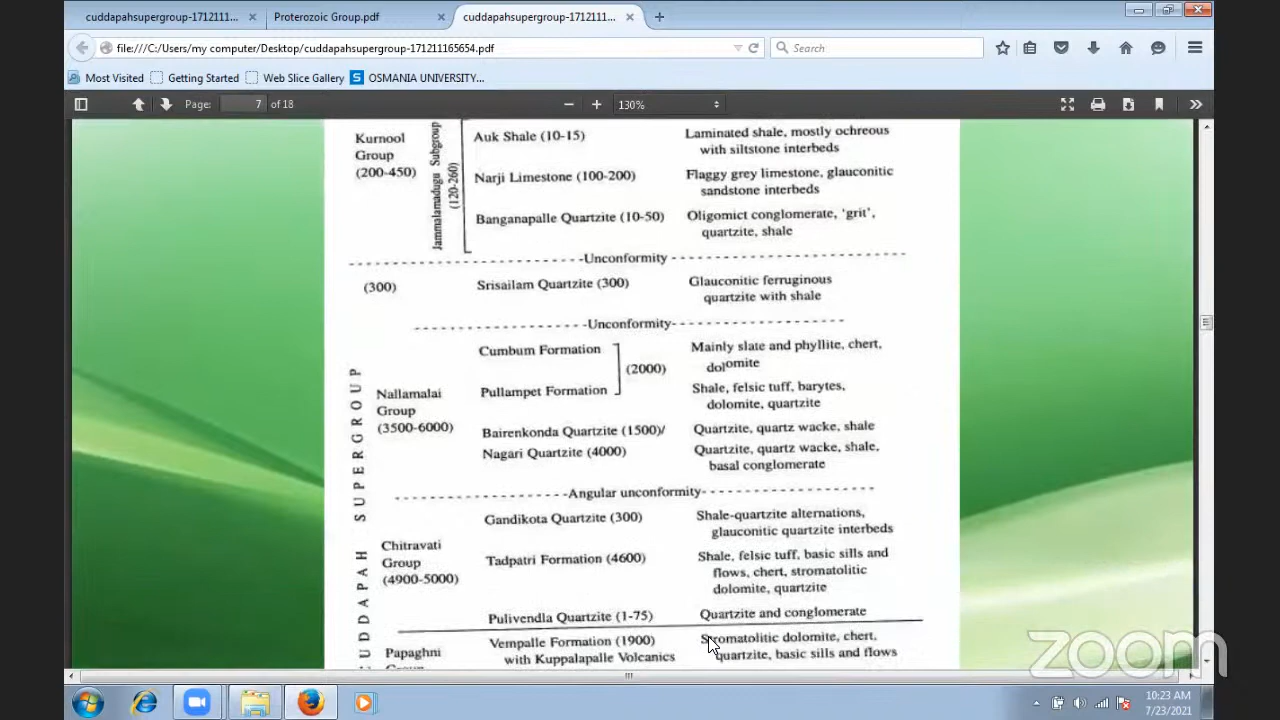 cuddapahsupergroup-1712111...
Proterozoic Group.pdf
cuddapahsupergroup-1712111...
file:///C:/Users/my computer/Desktop/cuddapahsupergroup-171211165654.pdf
Search
Most Visited
Getting Started
Web Slice Gallery
OSMANIA UNIVERSITY...
Page: 7 of 18
130%
Kurnool
Group
(200-450)
Jammalamadugu Subgroup
(120-260)
Auk Shale (10-15)
Laminated shale, mostly ochreous
with siltstone interbeds
Narji Limestone (100-200)
Flaggy grey limestone, glauconitic
sandstone interbeds
Banganapalle Quartzite (10-50)
Oligomict conglomerate, ‘grit’,
quartzite, shale
Unconformity
(300)
Srisailam Quartzite (300)
Glauconitic ferruginous
quartzite with shale
Unconformity
SUPERGROUP
Nallamalai
Group
(3500-6000)
Cumbum Formation
Mainly slate and phyllite, chert,
dolomite
(2000)
Pullampet Formation
Shale, felsic tuff, barytes,
dolomite, quartzite
Bairenkonda Quartzite (1500)/
Quartzite, quartz wacke, shale
Nagari Quartzite (4000)
Quartzite, quartz wacke, shale,
basal conglomerate
Angular unconformity
UDDAPAH
Chitravati
Group
(4900-5000)
Gandikota Quartzite (300)
Shale-quartzite alternations,
glauconitic quartzite interbeds
Tadpatri Formation (4600)
Shale, felsic tuff, basic sills and
flows, chert, stromatolitic
dolomite, quartzite
Pulivendla Quartzite (1-75)
Quartzite and conglomerate
Papaghni
Vempalle Formation (1900)
with Kuppalapalle Volcanics
Stromatolitic dolomite, chert,
quartzite, basic sills and flows
zoom
10:23 AM
7/23/2021